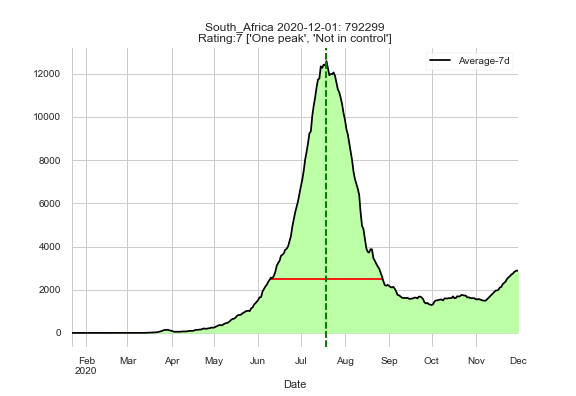 South_Africa 2020-12-01: 792299
Rating:7 ['One peak', 'Not in control']
Average-7d
12000
10000
8000
6000
4000
2000
0
Feb Mar Apr May Jun Jul Aug Sep Oct Nov Dec
2020
Date